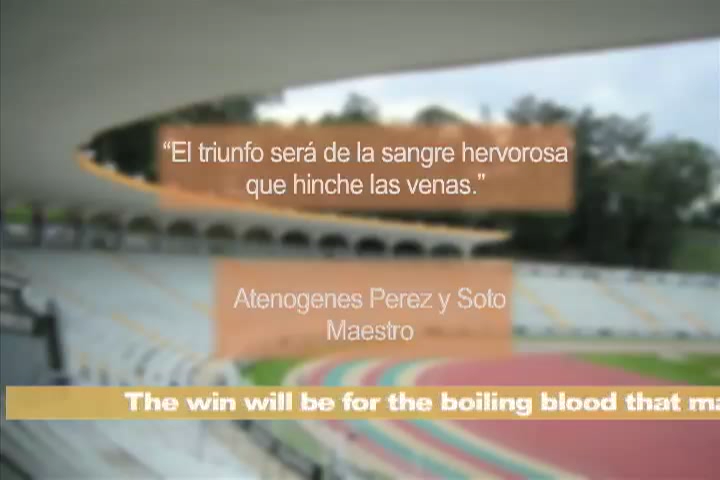 “El triunfo será de la sangre hervorosa
que hinche las venas.”
Atenogenes Perez y Soto
Maestro
The win will be for the boiling blood that ma